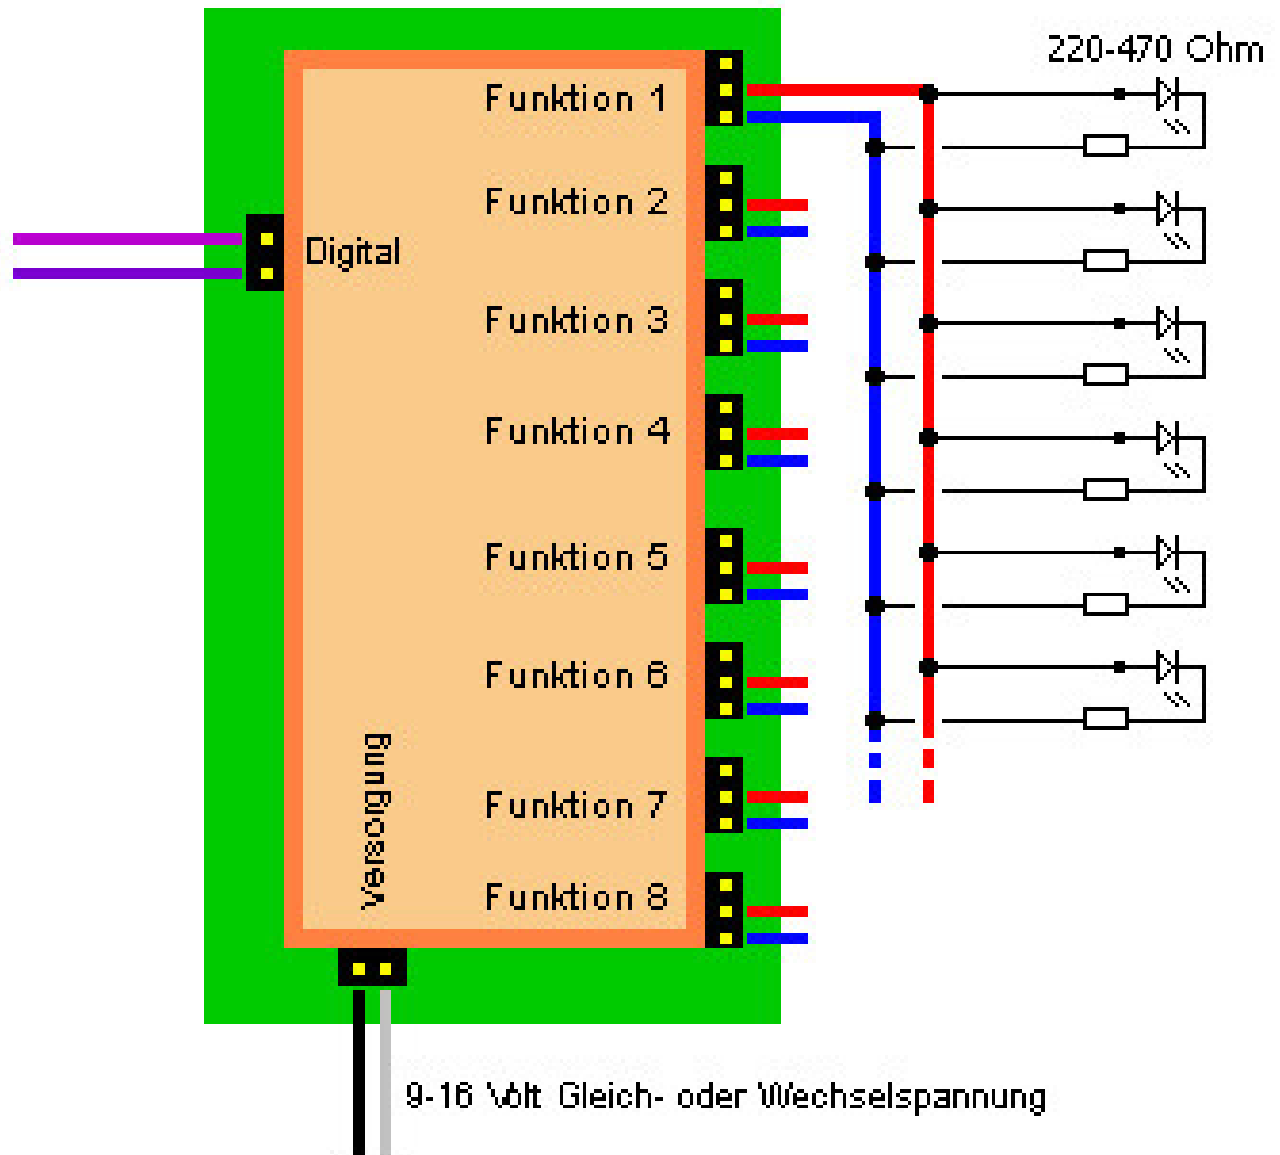 220-470 Ohm
Funktion 1
Funktion 2
Digital
Funktion 3
Funktion 4
Funktion 5
Funktion 6
Versorgung
Funktion 7
Funktion 8
9-16 Volt Gleich- oder Wechselspannung